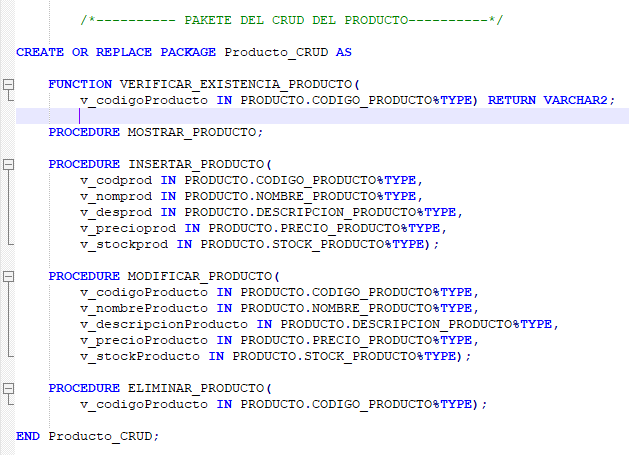 /*---------- PAKETE DEL CRUD DEL PRODUCTO----------*/
CREATE OR REPLACE PACKAGE Producto_CRUD AS
FUNCTION VERIFICAR_EXISTENCIA_PRODUCTO(
v_codigoProducto IN PRODUCTO.CODIGO_PRODUCTO%TYPE) RETURN VARCHAR2;
PROCEDURE MOSTRAR_PRODUCTO;
PROCEDURE INSERTAR_PRODUCTO(
v_codprod IN PRODUCTO.CODIGO_PRODUCTO%TYPE,
v_nomprod IN PRODUCTO.NOMBRE_PRODUCTO%TYPE,
v_desprod IN PRODUCTO.DESCRIPCION_PRODUCTO%TYPE,
v_precioprod IN PRODUCTO.PRECIO_PRODUCTO%TYPE,
v_stockprod IN PRODUCTO.STOCK_PRODUCTO%TYPE);
PROCEDURE MODIFICAR_PRODUCTO(
v_codigoProducto IN PRODUCTO.CODIGO_PRODUCTO%TYPE,
v_nombreProducto IN PRODUCTO.NOMBRE_PRODUCTO%TYPE,
v_descripcionProducto IN PRODUCTO.DESCRIPCION_PRODUCTO%TYPE,
v_precioProducto IN PRODUCTO.PRECIO_PRODUCTO%TYPE,
v_stockProducto IN PRODUCTO.STOCK_PRODUCTO%TYPE);
PROCEDURE ELIMINAR_PRODUCTO(
v_codigoProducto IN PRODUCTO.CODIGO_PRODUCTO%TYPE);
END Producto_CRUD;